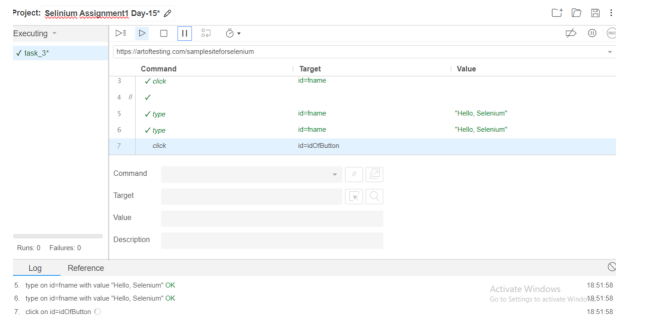 Project: Selinium Assignment1 Day-15*
Executing
✓ task_3*
https://artoftesting.com/samplesiteforselenium
Command Target Value
3 ✓ click id=fname
4 // ✓
5 ✓ type id=fname "Hello, Selenium"
6 ✓ type id=fname "Hello, Selenium"
7 click id=idOfButton
Command //
Target
Value
Description
Runs: 0 Failures: 0
Log Reference
5. type on id=fname with value "Hello, Selenium" OK 18:51:58
6. type on id=fname with value "Hello, Selenium" OK 18:51:58
7. click on id=idOfButton 18:51:58
Activate Windows
Go to Settings to activate Windo